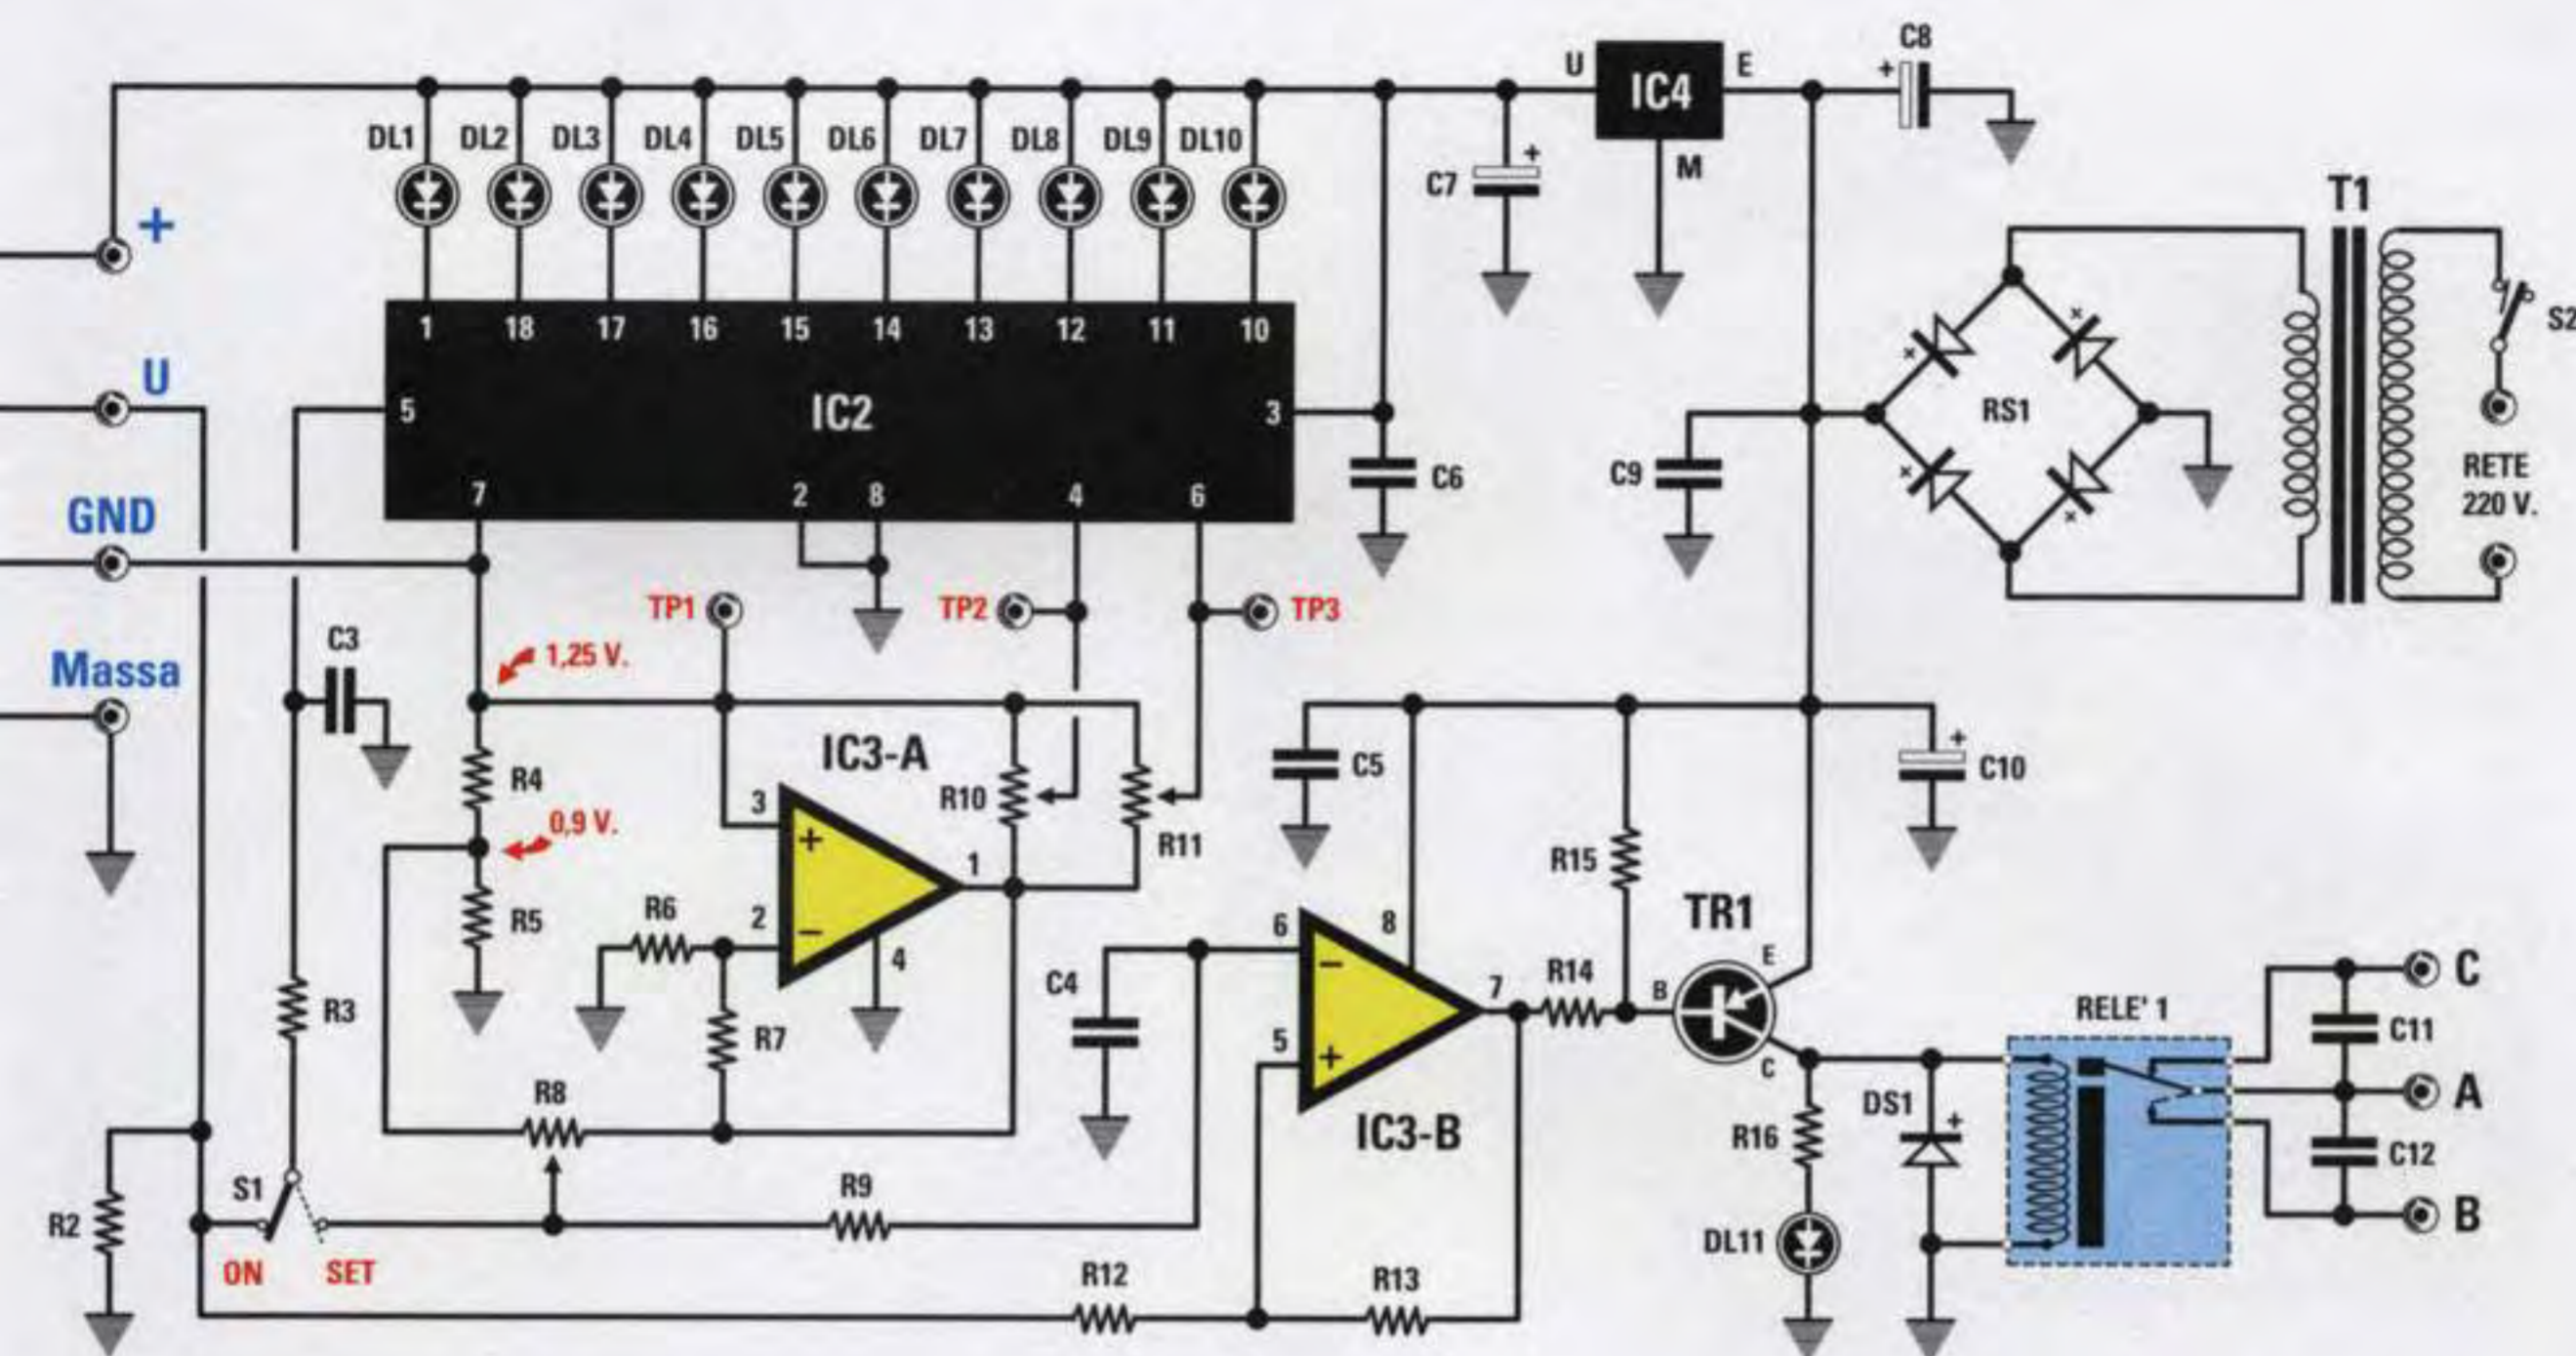 C8
U
IC4
E
+
DL1 DL2 DL3 DL4 DL5 DL6 DL7 DL8 DL9 DL10
+
C7
M
T1
+
S2
1 18 17 16 15 14 13 12 11 10
U
5
IC2
3
RS1
x
x
x
x
RETE
220 V.
C6
C9
7 2 8 4 6
GND
TP1
TP2
TP3
C3
1,25 V.
Massa
IC3-A
+
C5
C10
R4
R10
3
+
0,9 V.
R11
R15
1
R5
R6
2
−
4
TR1
6
8
−
E
C4
R14
B
7
C
R3
R7
5
+
RELE' 1
C
C11
R8
IC3-B
C
DS1
+
A
R16
C12
S1
R9
R2
B
DL11
ON
SET
R12
R13